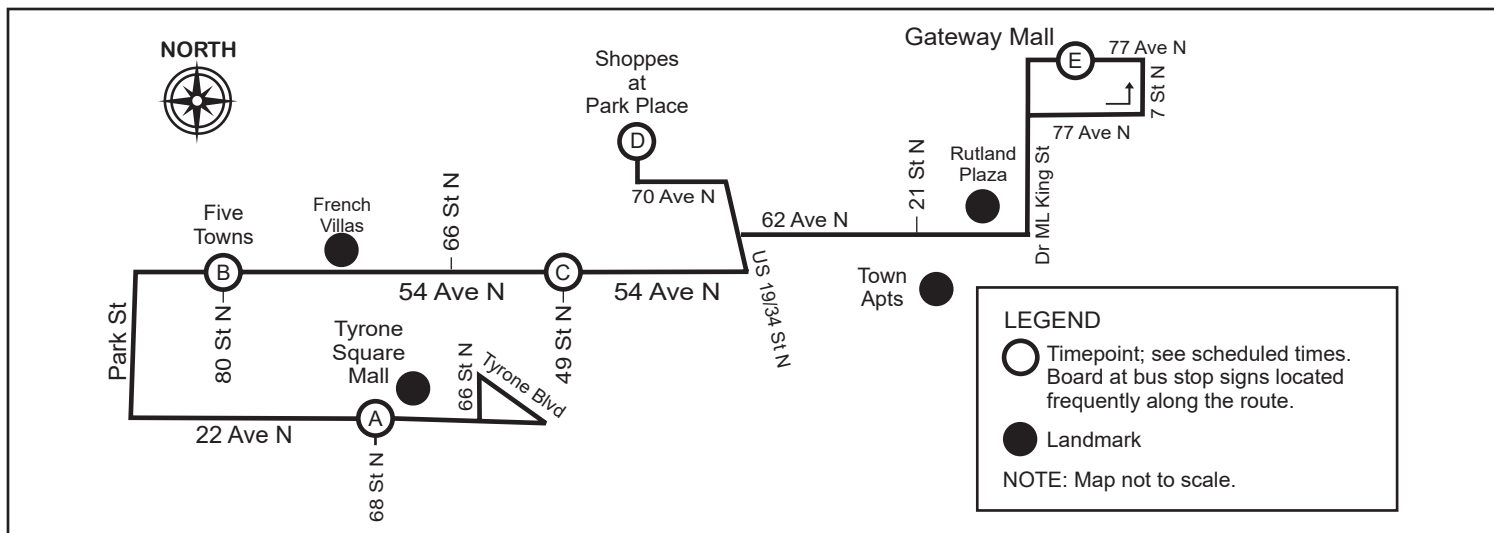 NORTH
Shoppes
at
Park Place
D
70 Ave N
Gateway Mall
E
77 Ave N
7 St N
77 Ave N
Dr ML King St
Rutland
Plaza
21 St N
62 Ave N
US 19/34 St N
Town
Apts
Five
Towns
B
80 St N
French
Villas
66 St N
54 Ave N
C
49 St N
54 Ave N
Park St
Tyrone
Square
Mall
66 St N
Tyrone Blvd
A
22 Ave N
68 St N
LEGEND
Timepoint; see scheduled times.
Board at bus stop signs located
frequently along the route.
Landmark
NOTE: Map not to scale.